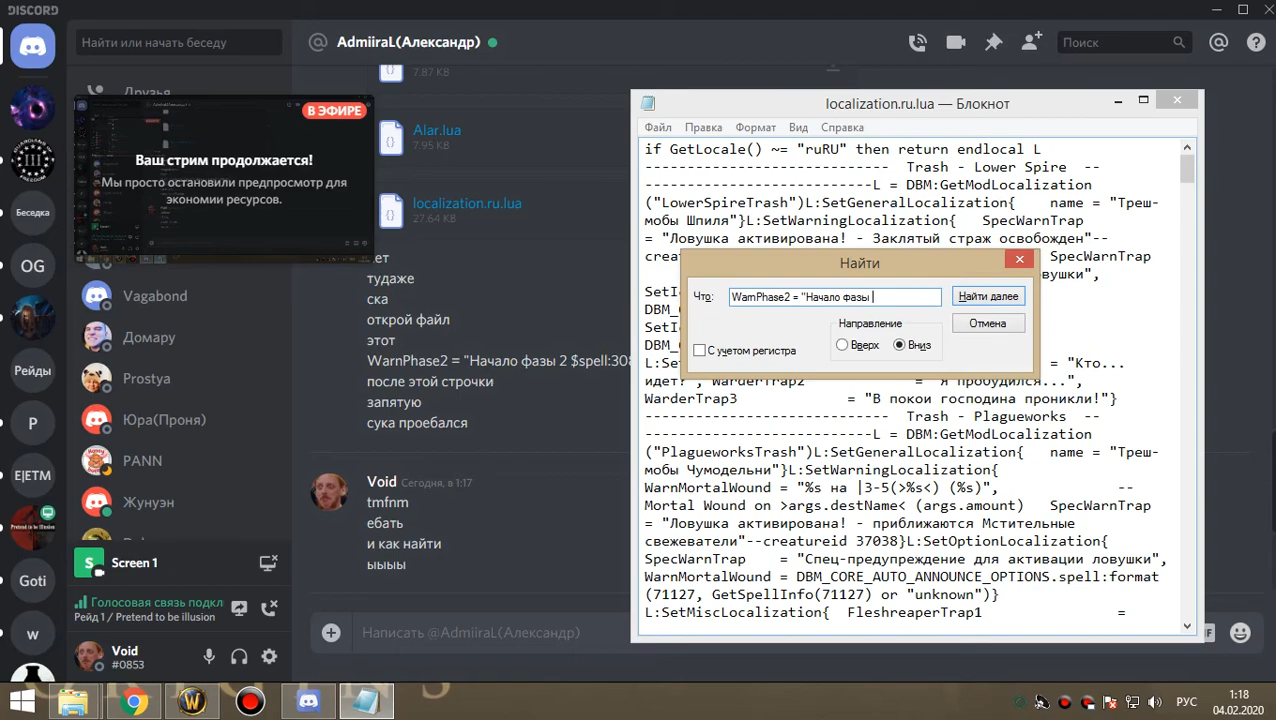 DISCORD
Найти или начать беседу
AdmiiraL(Александр)
Поиск
Друзья
В ЭФИРЕ
Ваш стрим продолжается!
Мы просто остановили предпросмотр для
экономии ресурсов.
Беседка
OG
Рейды
P
E|ETM
Goti
w
Vagabond
Домару
Prostya
Юра(Проня)
PANN
Жунуэн
S
Screen 1
Голосовая связь подкл
Рейд 1 / Pretend to be illusion
Void
#0853
7.87 KB
Alar.lua
7.95 KB
localization.ru.lua
27.64 KB
нет
тудаже
ска
открой файл
этот
WarnPhase2 = "Начало фазы 2 $spell:308
после этой строчки
запятую
сука проебался
Void Сегодня, в 1:17
tmfnm
ебать
и как найти
ыыыы
Написать @AdmiiraL(Александр)
localization.ru.lua — Блокнот
Файл Правка Формат Вид Справка
if GetLocale() ~= "ruRU" then return endlocal L
---------------------------- Trash - Lower Spire --
---------------------------L = DBM:GetModLocalization
("LowerSpireTrash")L:SetGeneralLocalization{ name = "Треш-
мобы Шпиля"}L:SetWarningLocalization{ SpecWarnTrap
= "Ловушка активирована! - Заклятый страж освобожден"--
SpecWarnTrap
Найти
Что: WarnPhase2 = "Начало фазы
Найти далее
Направление
Отмена
Вверх Вниз
С учетом регистра
= "Кто...
идет?", WarderTrap2 = "Я пробудился...",
WarderTrap3 = "В покои господина проникли!"}
---------------------------- Trash - Plagueworks --
---------------------------L = DBM:GetModLocalization
("PlagueworksTrash")L:SetGeneralLocalization{ name = "Треш-
мобы Чумодельни"}L:SetWarningLocalization{
WarnMortalWound = "%s на |3-5(>%s<) (%s)", --
Mortal Wound on >args.destName< (args.amount) SpecWarnTrap
= "Ловушка активирована! - приближаются Мстительные
свежеватели"--creatureid 37038}L:SetOptionLocalization{
SpecWarnTrap = "Спец-предупреждение для активации ловушки",
WarnMortalWound = DBM_CORE_AUTO_ANNOUNCE_OPTIONS.spell:format
(71127, GetSpellInfo(71127) or "unknown")}
L:SetMiscLocalization{ FleshreaperTrap1 =
РУС
1:18
04.02.2020